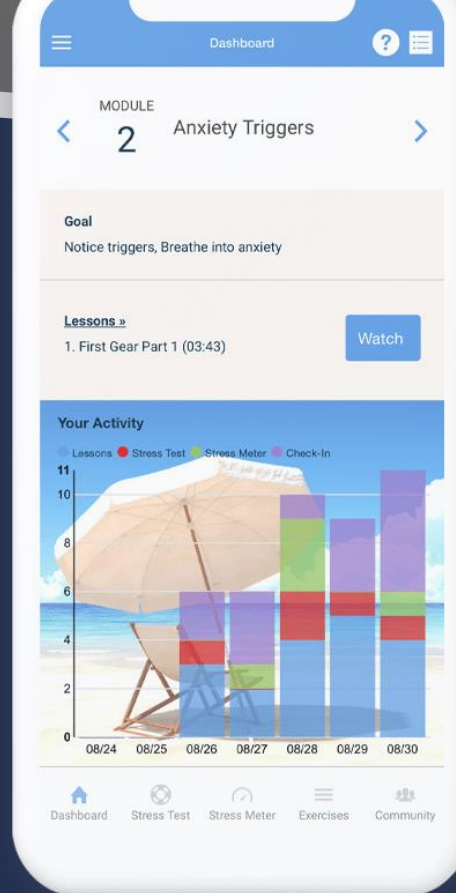 Dashboard
?
MODULE
2
Anxiety Triggers
Goal
Notice triggers, Breathe into anxiety
Lessons »
1. First Gear Part 1 (03:43)
Watch
Your Activity
Lessons Stress Test Stress Meter Check-In
11
10
8
6
4
2
0
08/24 08/25 08/26 08/27 08/28 08/29 08/30
Dashboard Stress Test Stress Meter Exercises Community